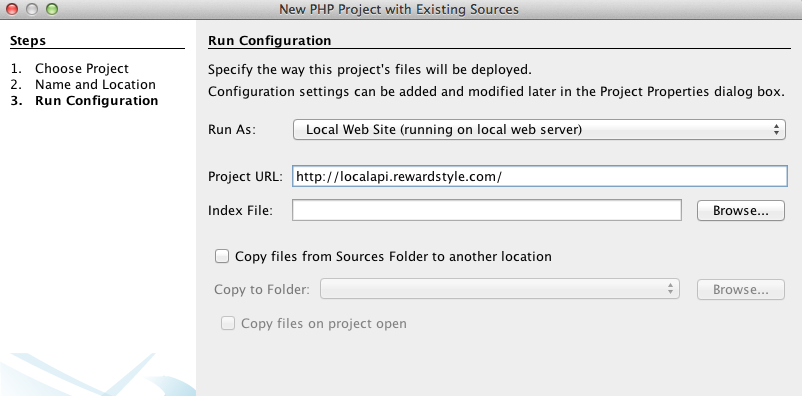 New PHP Project with Existing Sources
Steps
1. Choose Project
2. Name and Location
3. Run Configuration
Run Configuration
Specify the way this project's files will be deployed.
Configuration settings can be added and modified later in the Project Properties dialog box.
Run As: Local Web Site (running on local web server)
Project URL: http://localapi.rewardstyle.com/
Index File: Browse...
Copy files from Sources Folder to another location
Copy to Folder: Browse...
Copy files on project open